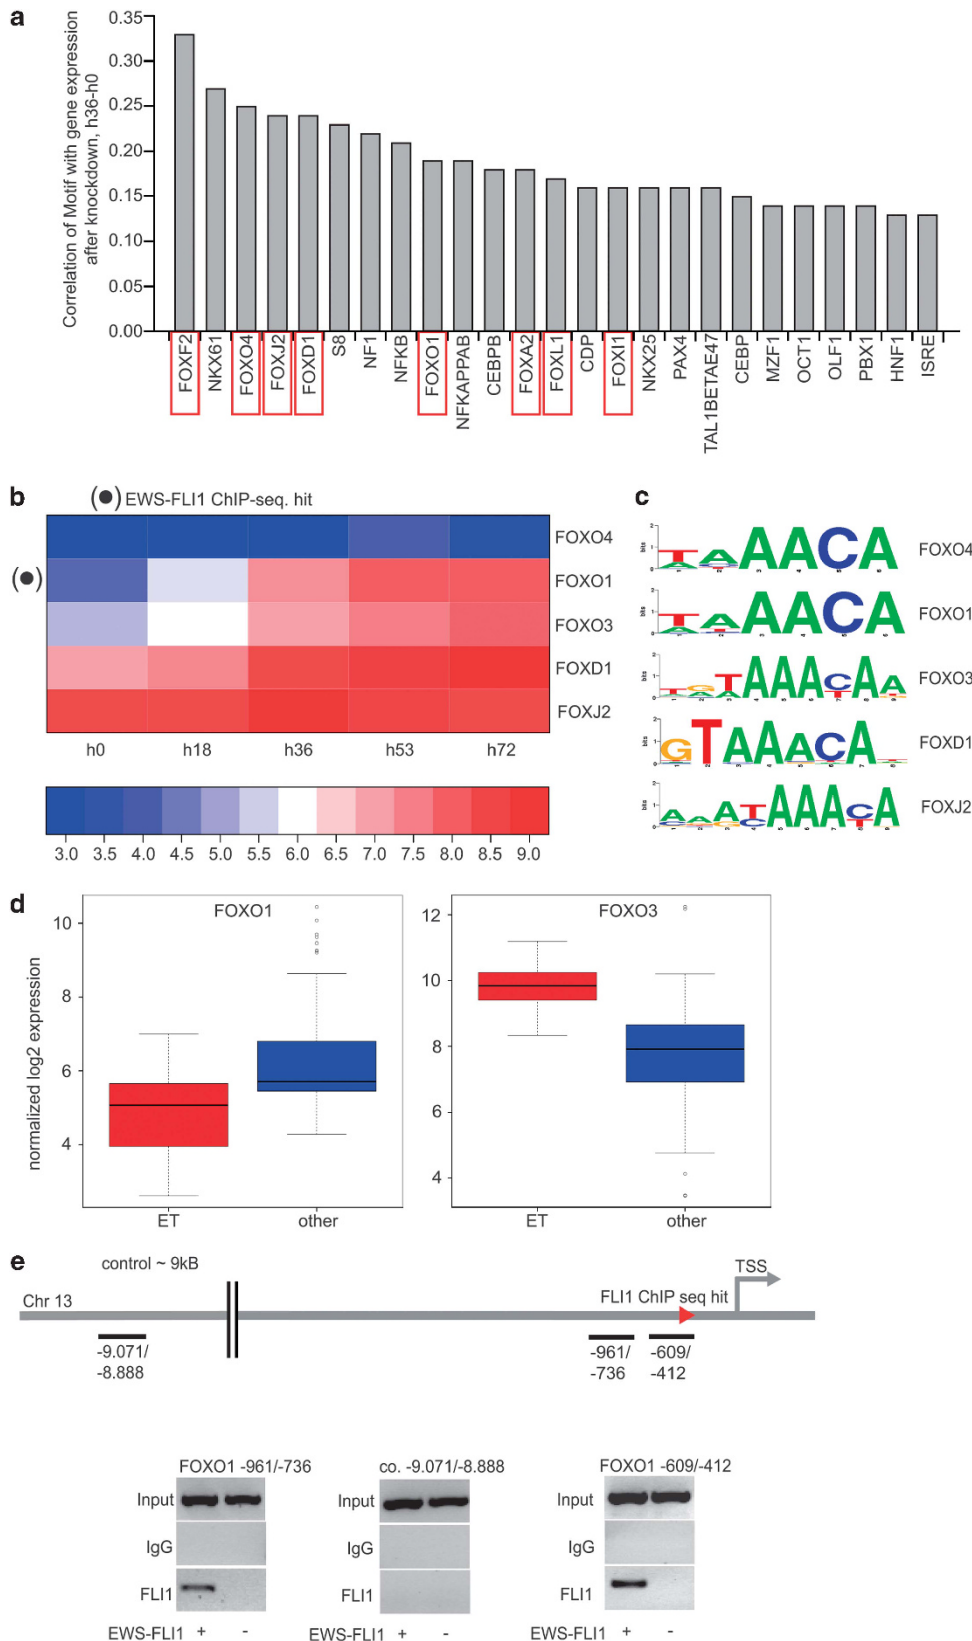 a
Correlation of Motif with gene expression
after knockdown, h36-h0
0.35
0.30
0.25
0.20
0.15
0.10
0.05
0.00
FOXF2
NKX61
FOXO4
FOXJ2
FOXD1
S8
NF1
NFKB
FOXO1
NFKAPPAB
CEBPB
FOXA2
FOXL1
CDP
FOXI1
NKX25
PAX4
TAL1BETAE47
CEBP
MZF1
OCT1
OLF1
PBX1
HNF1
ISRE
b
(●) EWS-FLI1 ChIP-seq. hit
FOXO4
(●)
FOXO1
FOXO3
FOXD1
FOXJ2
h0 h18 h36 h53 h72
3.0 3.5 4.0 4.5 5.0 5.5 6.0 6.5 7.0 7.5 8.0 8.5 9.0
c
FOXO4
FOXO1
FOXO3
FOXD1
FOXJ2
d
normalized log2 expression
FOXO1
10
8
6
4
ET other
FOXO3
12
10
8
6
4
ET other
e
control ~ 9kB
TSS
Chr 13
FLI1 ChIP seq hit
-9.071/
-8.888
-961/
-736
-609/
-412
FOXO1 -961/-736
Input
IgG
FLI1
EWS-FLI1 + -
co. -9.071/-8.888
Input
IgG
FLI1
EWS-FLI1 + -
FOXO1 -609/-412
Input
IgG
FLI1
EWS-FLI1 + -